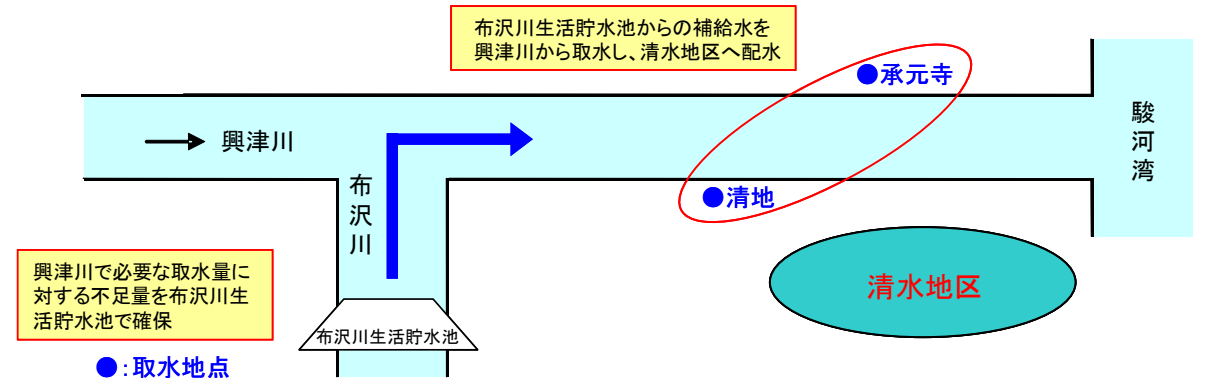 布沢川生活貯水池からの補給水を
興津川から取水し、清水地区へ配水
●承元寺
興津川
駿河湾
布沢川
●清地
興津川で必要な取水量に
対する不足量を布沢川生
活貯水池で確保
清水地区
布沢川生活貯水池
●:取水地点